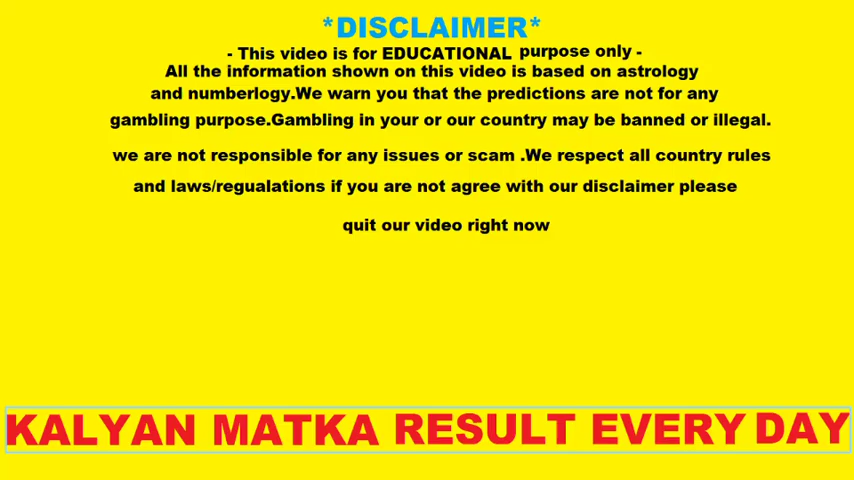 *DISCLAIMER*
- This video is for EDUCATIONAL purpose only -
All the information shown on this video is based on astrology
and numberlogy.We warn you that the predictions are not for any
gambling purpose.Gambling in your or our country may be banned or illegal.
we are not responsible for any issues or scam .We respect all country rules
and laws/regualations if you are not agree with our disclaimer please
quit our video right now
KALYAN MATKA RESULT EVERY DAY